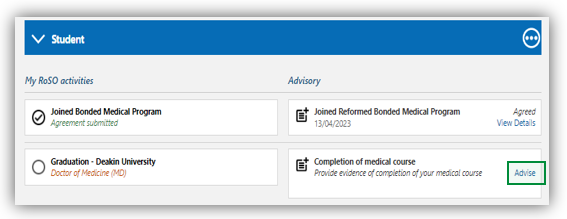 Student
My RoSO activities
Advisory
Joined Bonded Medical Program
Agreement submitted
Joined Reformed Bonded Medical Program
13/04/2023
Agreed
View Details
Graduation - Deakin University
Doctor of Medicine (MD)
Completion of medical course
Provide evidence of completion of your medical course
Advise